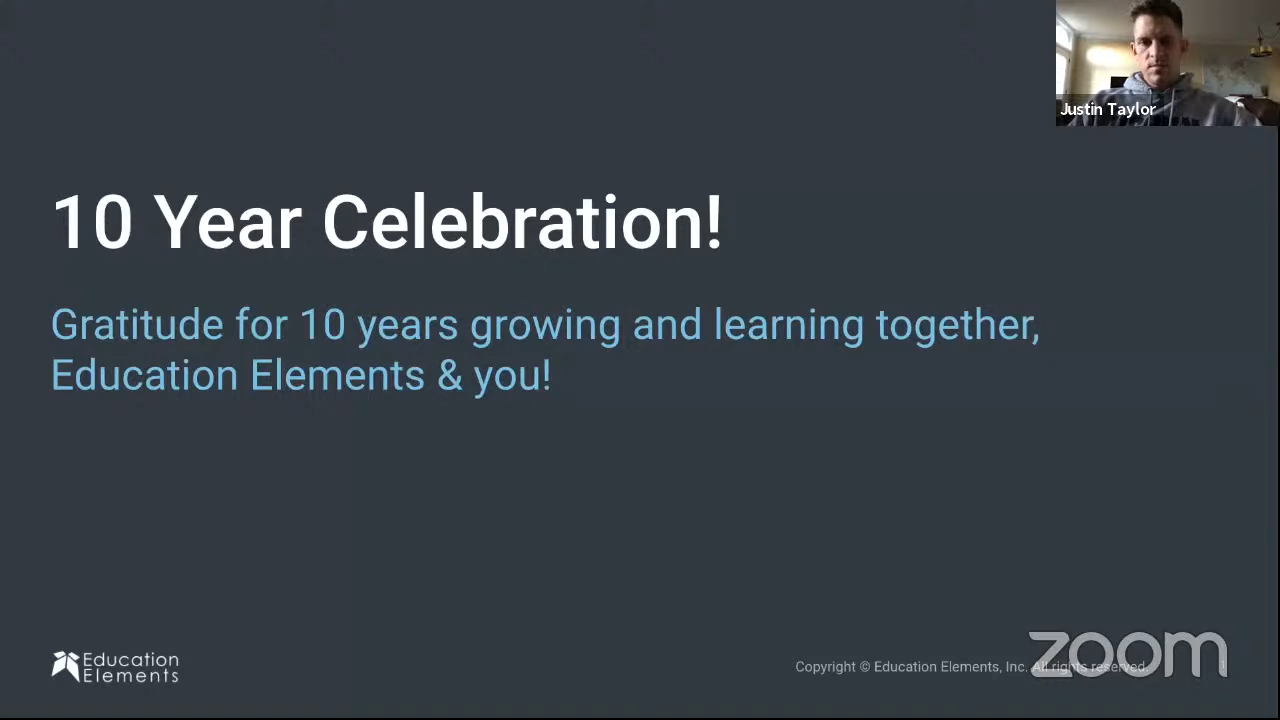 Justin Taylor
10 Year Celebration!
Gratitude for 10 years growing and learning together,
Education Elements & you!
Education
Elements
Copyright © Education Elements, Inc. All rights reserved.
1
zoom